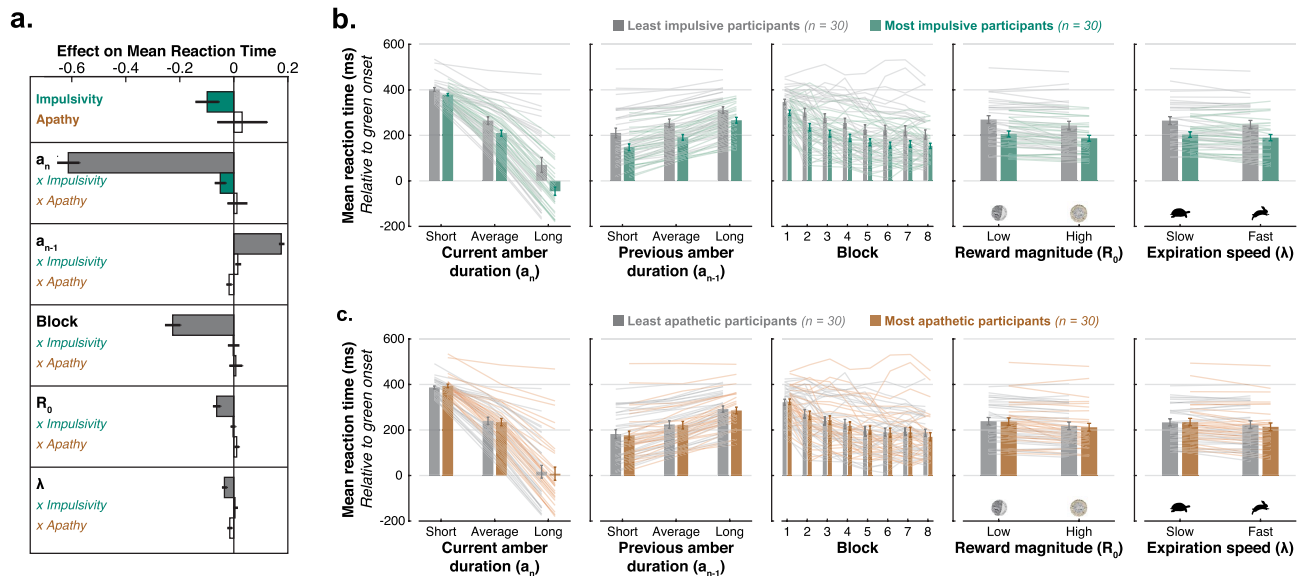 a.
Effect on Mean Reaction Time
-0.6 -0.2 0 0.2
Impulsivity
Apathy
an
x Impulsivity
x Apathy
an-1
x Impulsivity
x Apathy
Block
x Impulsivity
x Apathy
R0
x Impulsivity
x Apathy
λ
x Impulsivity
x Apathy
b.
Least impulsive participants (n = 30) Most impulsive participants (n = 30)
Mean reaction time (ms)
Relative to green onset
600
400
200
0
-200
Short Average Long
Current amber
duration (an)
Short Average Long
Previous amber
duration (an-1)
1 2 3 4 5 6 7 8
Block
Low High
Reward magnitude (R0)
Slow Fast
Expiration speed (λ)
c.
Least apathetic participants (n = 30) Most apathetic participants (n = 30)
Mean reaction time (ms)
Relative to green onset
600
400
200
0
-200
Short Average Long
Current amber
duration (an)
Short Average Long
Previous amber
duration (an-1)
1 2 3 4 5 6 7 8
Block
Low High
Reward magnitude (R0)
Slow Fast
Expiration speed (λ)